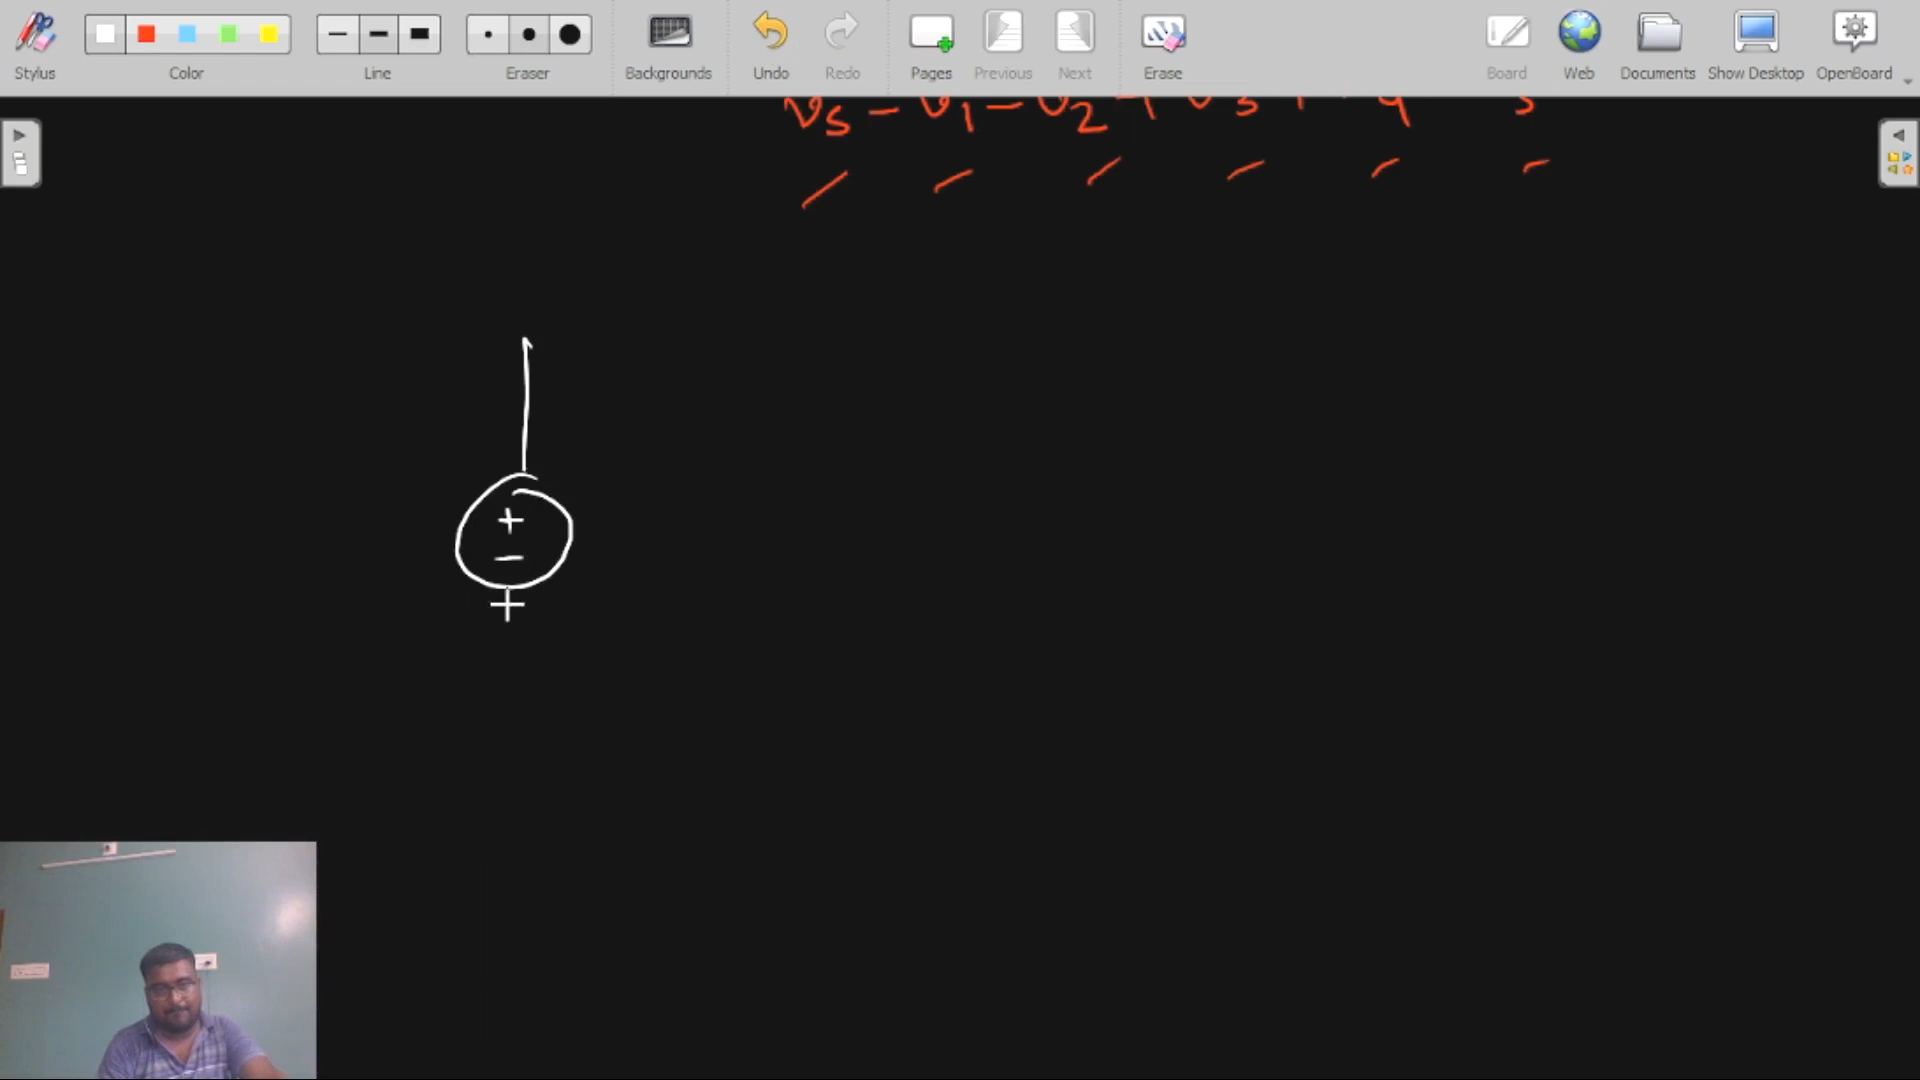 Stylus Color Line Eraser Backgrounds Undo Redo Pages Previous Next Erase Board Web Documents Show Desktop OpenBoard
+
−
+